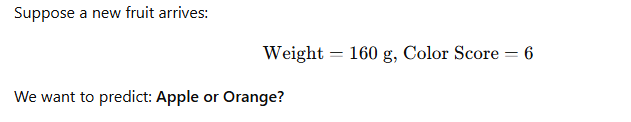 Suppose a new fruit arrives:
Weight = 160 g, Color Score = 6
We want to predict: Apple or Orange?